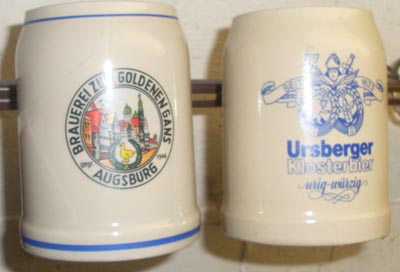 BRAUEREI ZUR GOLDENEN GANS
AUGSBURG
Ursberger
Klosterbier
urig-würzig